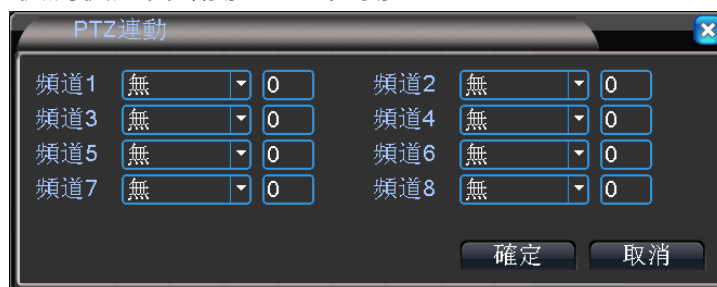 PTZ連動
頻道1 無 0 頻道2 無 0
頻道3 無 0 頻道4 無 0
頻道5 無 0 頻道6 無 0
頻道7 無 0 頻道8 無 0
確定 取消